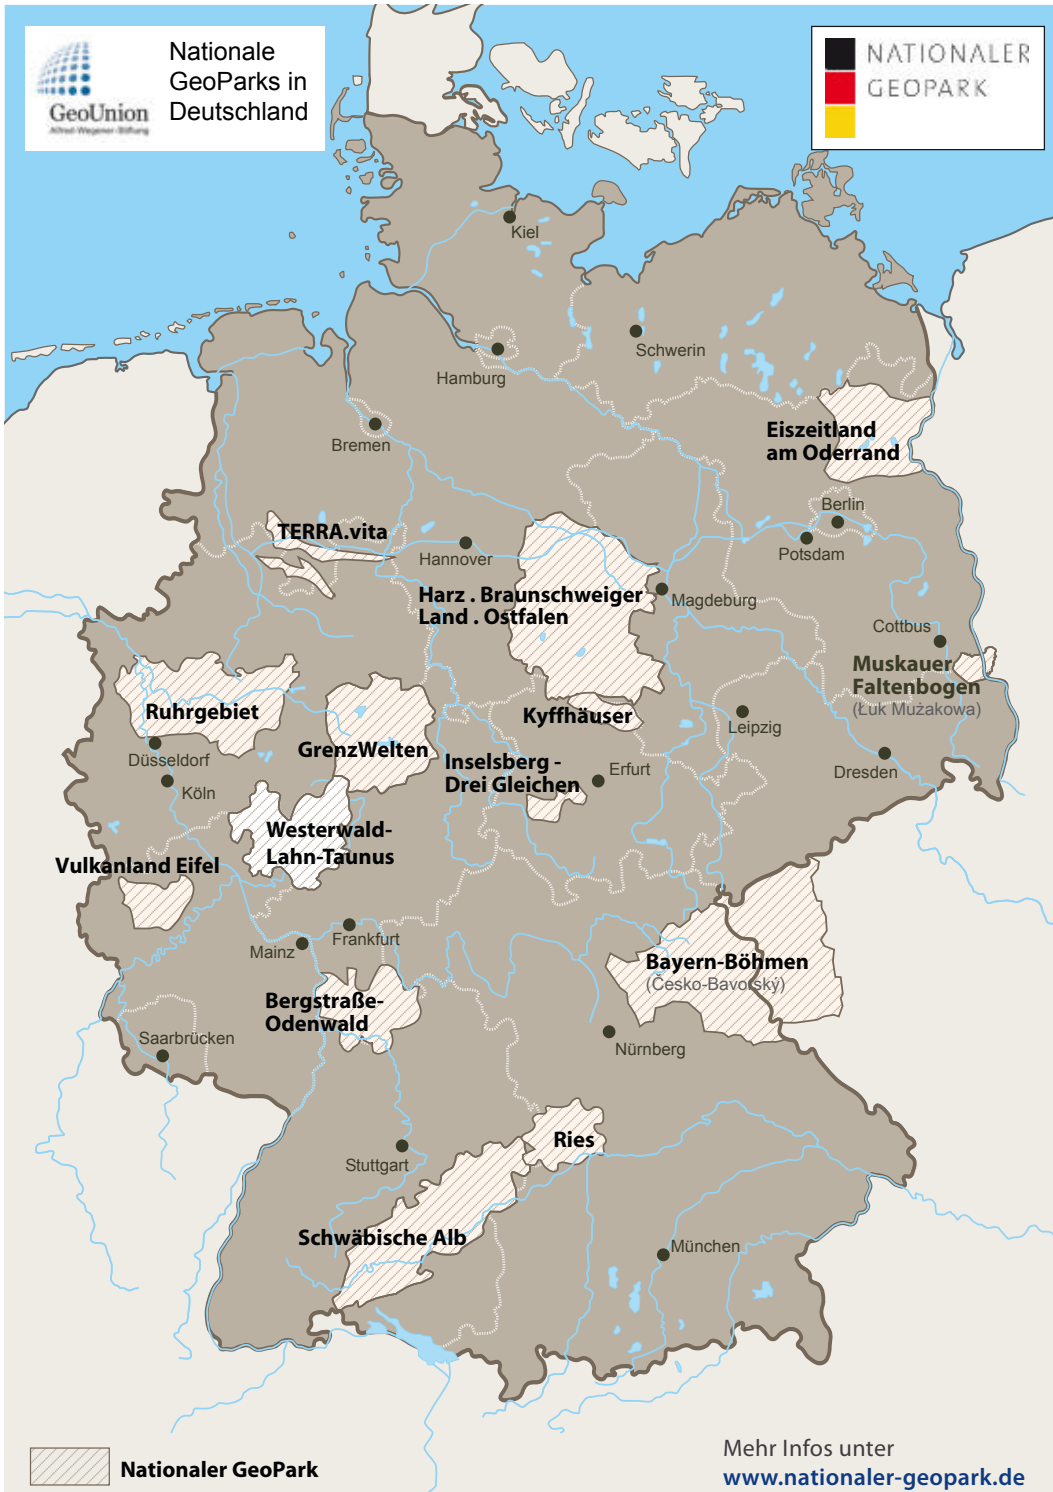 GeoUnion
Alfred-Wegener-Stiftung
Nationale
GeoParks in
Deutschland
NATIONALER
GEOPARK
Kiel
Schwerin
Hamburg
Bremen
Eiszeitland
am Oderrand
Berlin
Potsdam
TERRA.vita
Hannover
Harz . Braunschweiger
Land . Ostfalen
Magdeburg
Cottbus
Muskauer
Faltenbogen
(Łuk Mużakowa)
Ruhrgebiet
Kyffhäuser
Leipzig
GrenzWelten
Düsseldorf
Inselsberg -
Drei Gleichen
Erfurt
Dresden
Köln
Westerwald-
Lahn-Taunus
Vulkanland Eifel
Frankfurt
Mainz
Bayern-Böhmen
(Česko-Bavorský)
Bergstraße-
Odenwald
Saarbrücken
Nürnberg
Ries
Stuttgart
Schwäbische Alb
München
Nationaler GeoPark
Mehr Infos unter
www.nationaler-geopark.de